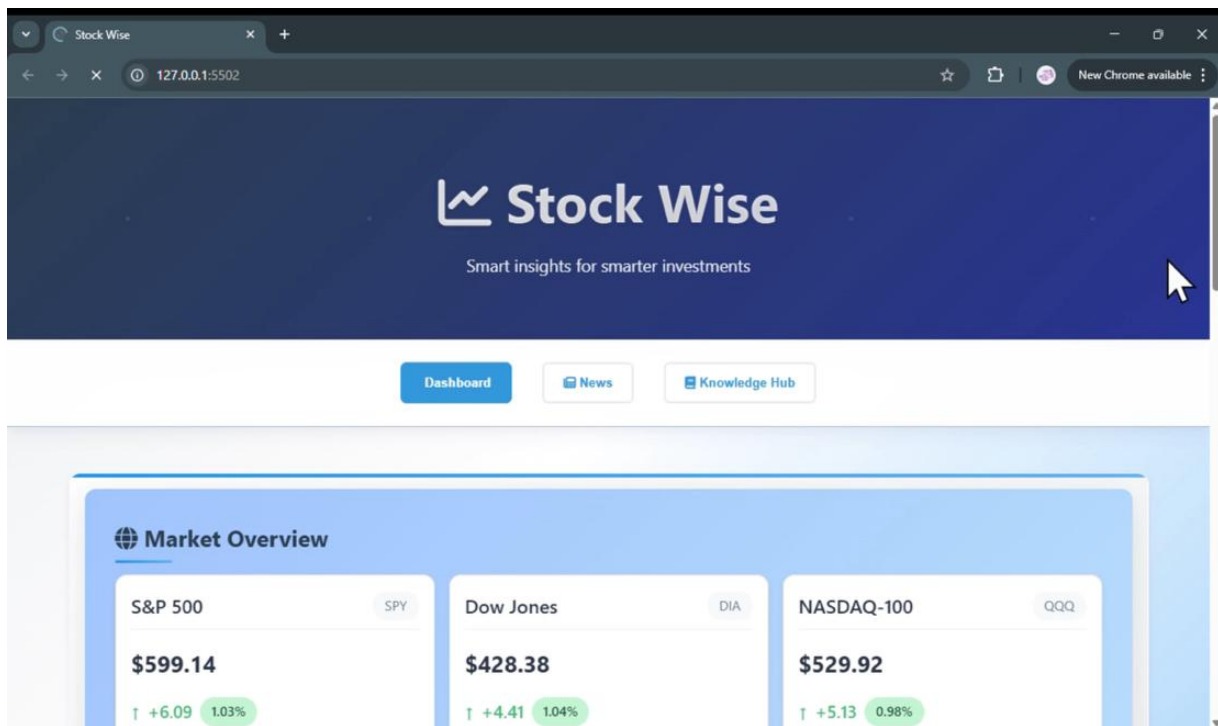 Stock Wise
127.0.0.1:5502
New Chrome available
Stock Wise
Smart insights for smarter investments
Dashboard News Knowledge Hub
Market Overview
S&P 500 SPY Dow Jones DIA NASDAQ-100 QQQ
$599.14 $428.38 $529.92
↑ +6.09 1.03% ↑ +4.41 1.04% ↑ +5.13 0.98%